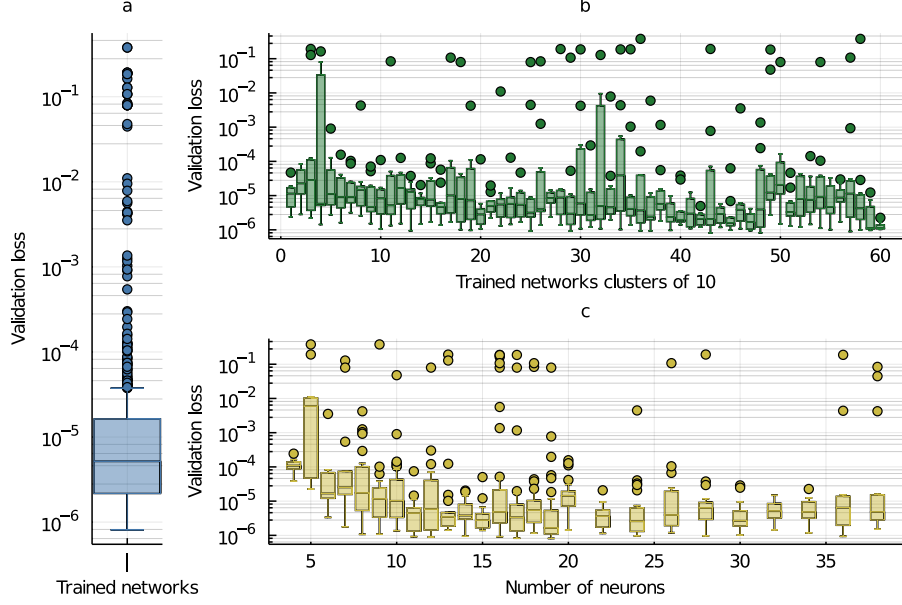 a
Validation loss
10⁻¹
10⁻²
10⁻³
10⁻⁴
10⁻⁵
10⁻⁶
Trained networks
b
Validation loss
10⁻¹
10⁻²
10⁻³
10⁻⁴
10⁻⁵
10⁻⁶
0 10 20 30 40 50 60
Trained networks clusters of 10
c
Validation loss
10⁻¹
10⁻²
10⁻³
10⁻⁴
10⁻⁵
10⁻⁶
5 10 15 20 25 30 35
Number of neurons